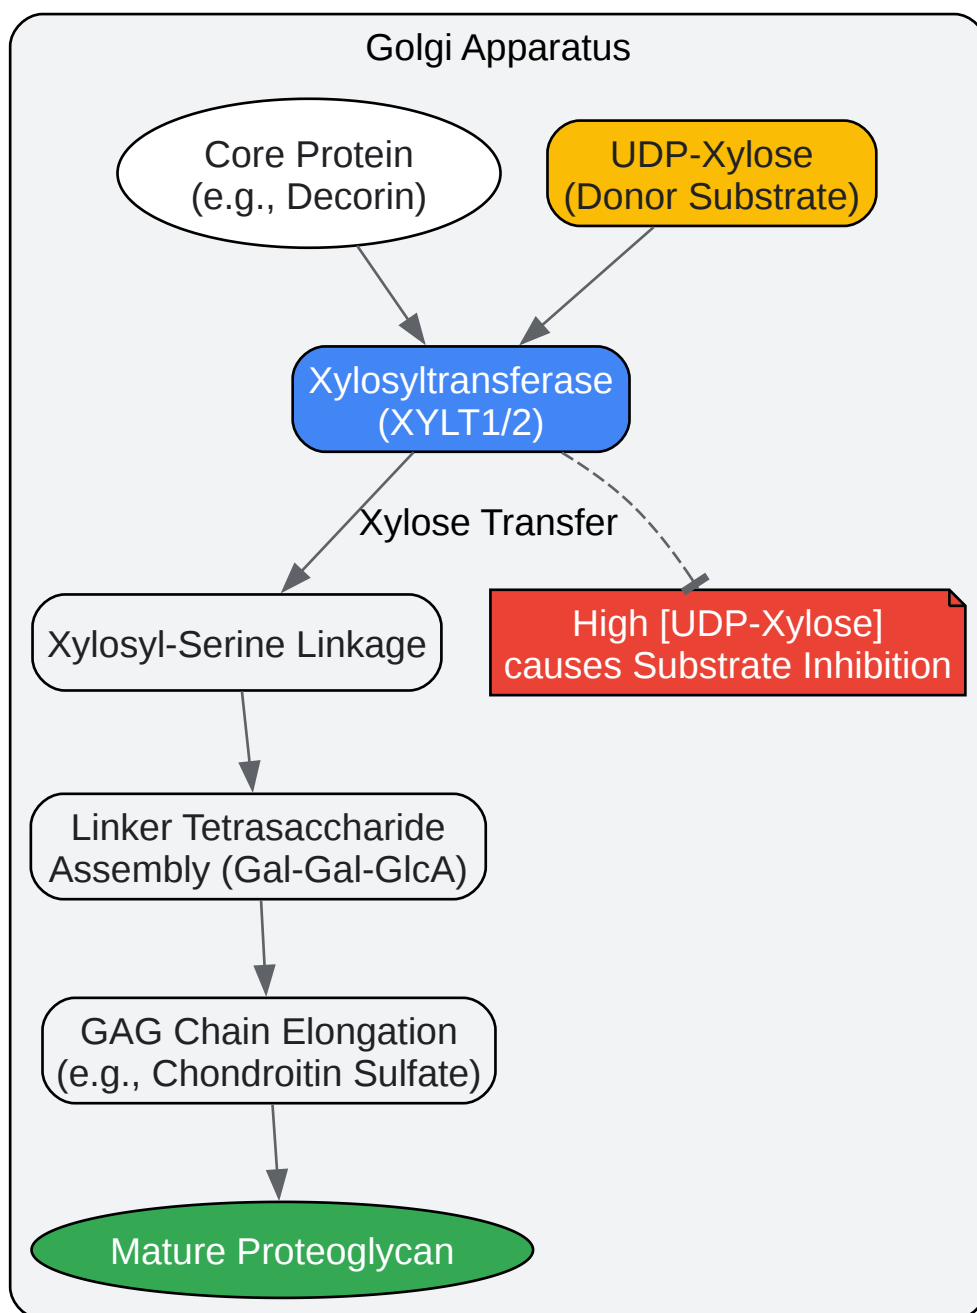 Golgi Apparatus
Core Protein
(e.g., Decorin)
UDP-Xylose
(Donor Substrate)
Xylosyltransferase
(XYLT1/2)
Xylose Transfer
Xylosyl-Serine Linkage
High [UDP-Xylose]
causes Substrate Inhibition
Linker Tetrasaccharide
Assembly (Gal-Gal-GlcA)
GAG Chain Elongation
(e.g., Chondroitin Sulfate)
Mature Proteoglycan